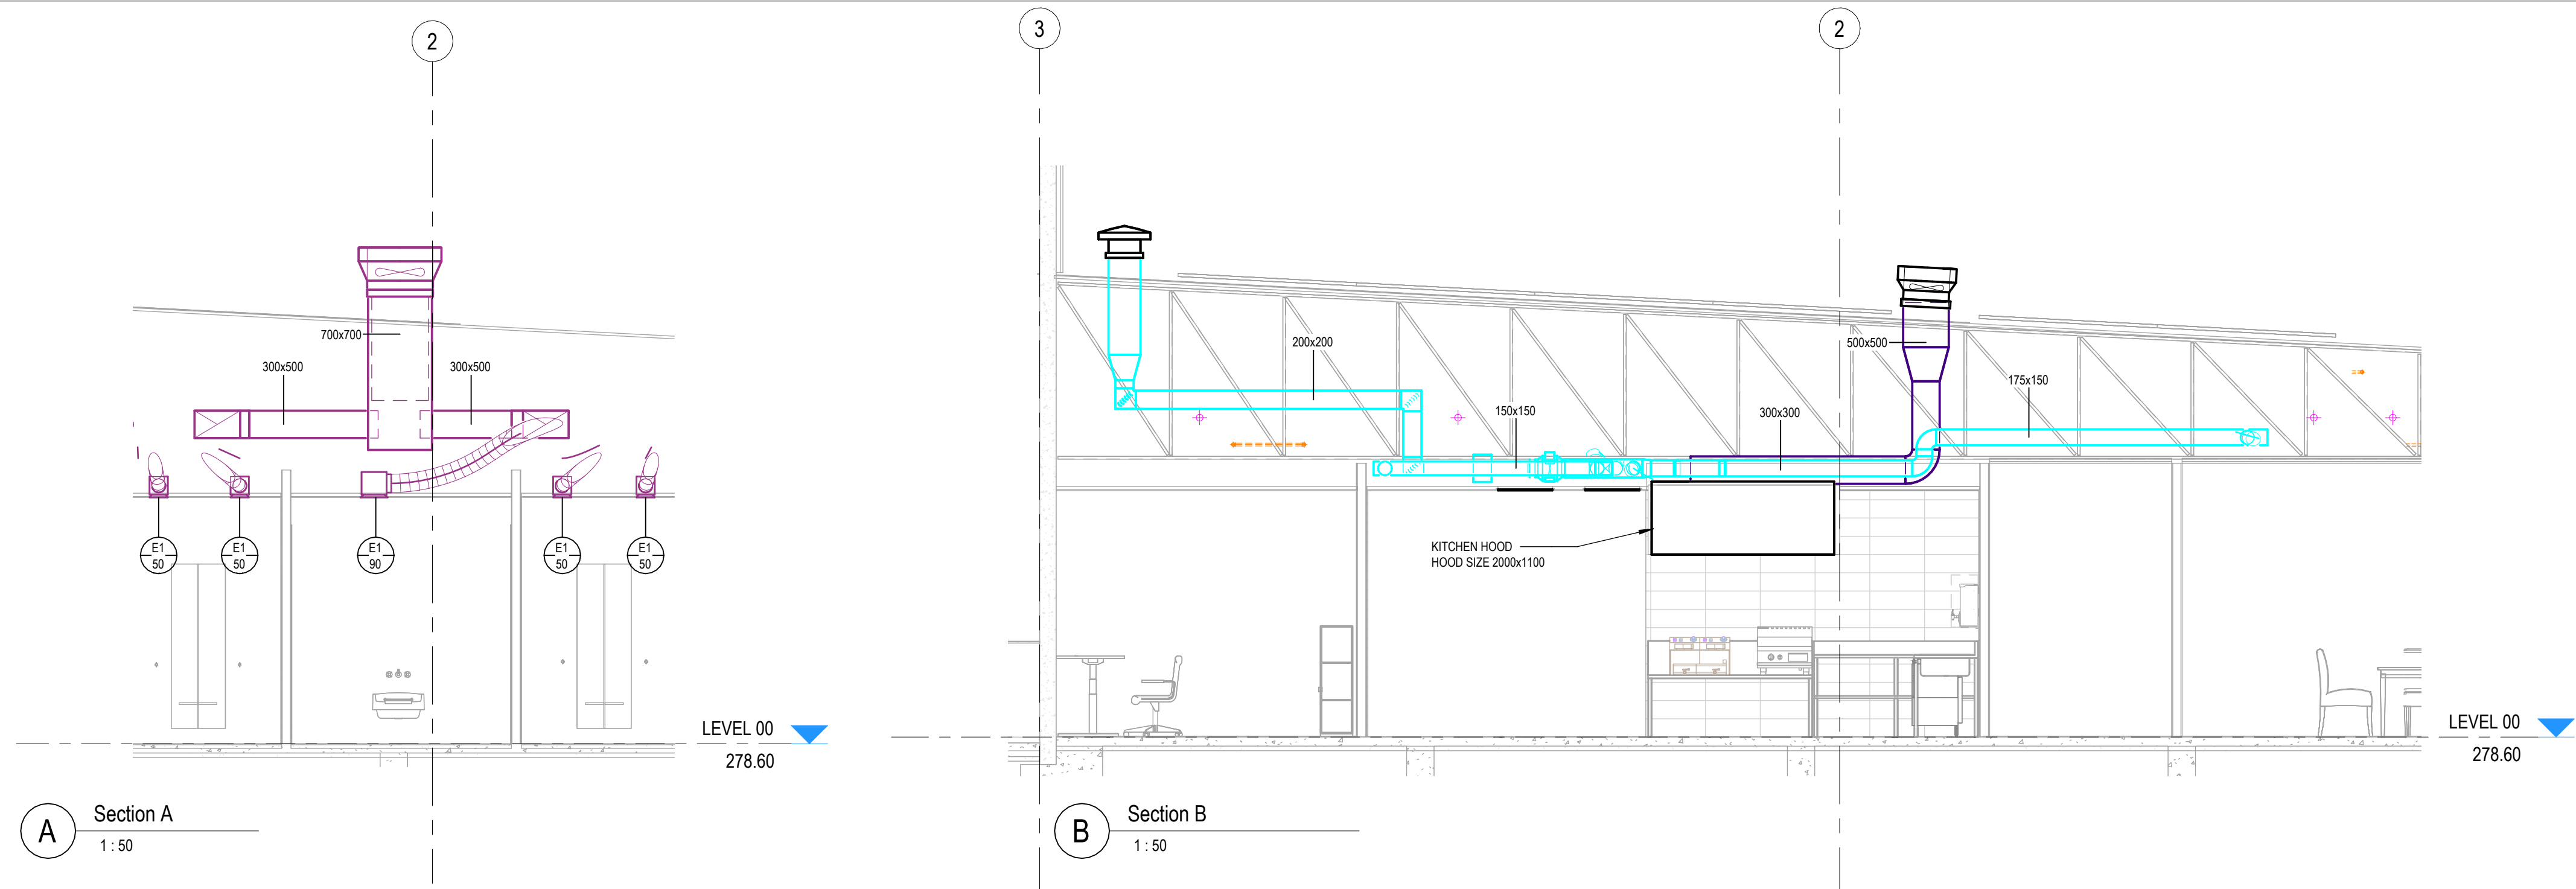 2
700x700
300x500
300x500
E1
50
E1
50
E1
90
E1
50
E1
50
LEVEL 00
278.60
A
Section A
1 : 50
3
2
200x200
500x500
175x150
150x150
300x300
KITCHEN HOOD
HOOD SIZE 2000x1100
LEVEL 00
278.60
B
Section B
1 : 50